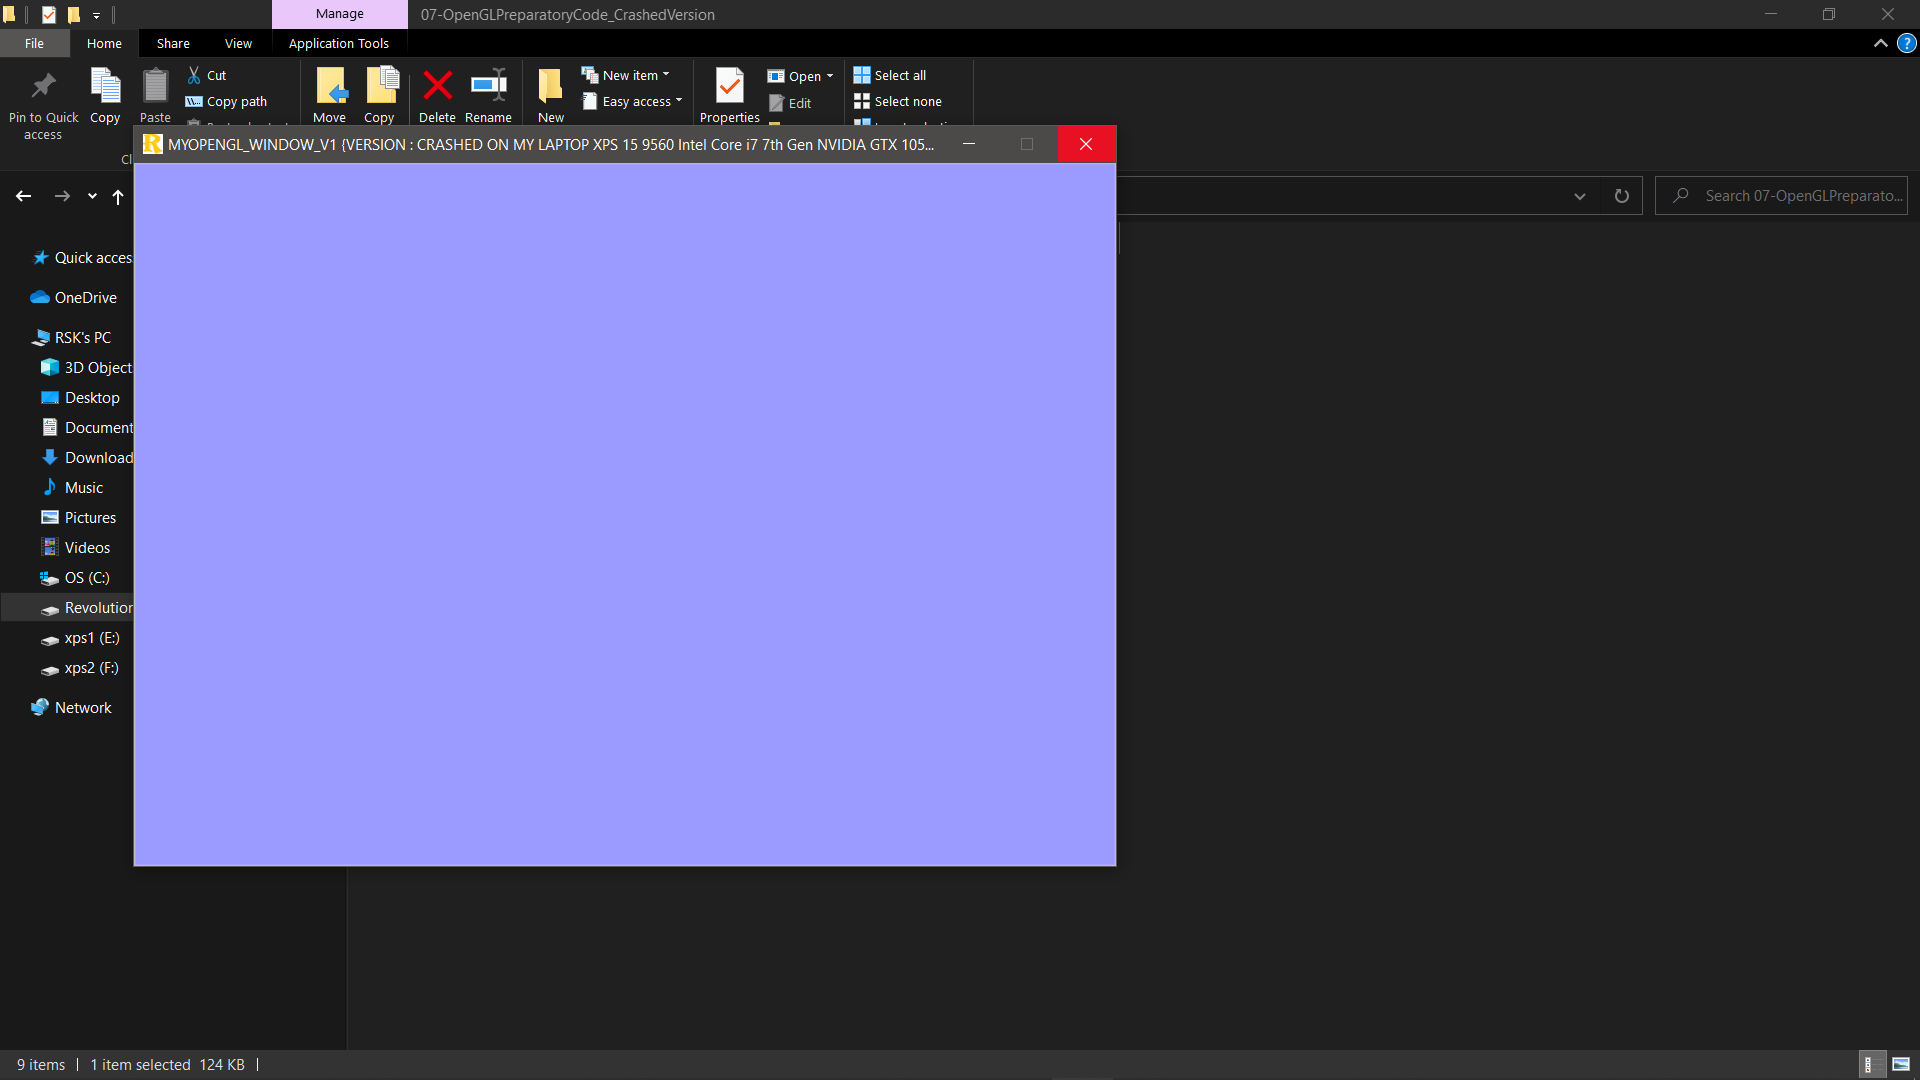 Manage
07-OpenGLPreparatoryCode_CrashedVersion
File
Home
Share
View
Application Tools
?
Pin to Quick access
Copy
Paste
Cut
Copy path
Move
Copy
Delete
Rename
New
New item
Easy access
Properties
Open
Edit
Select all
Select none
MYOPENGL_WINDOW_V1 {VERSION : CRASHED ON MY LAPTOP XPS 15 9560 Intel Core i7 7th Gen NVIDIA GTX 105...
Search 07-OpenGLPreparato...
Quick acces
OneDrive
RSK's PC
3D Object
Desktop
Document
Download
Music
Pictures
Videos
OS (C:)
Revolution
xps1 (E:)
xps2 (F:)
Network
9 items
1 item selected 124 KB